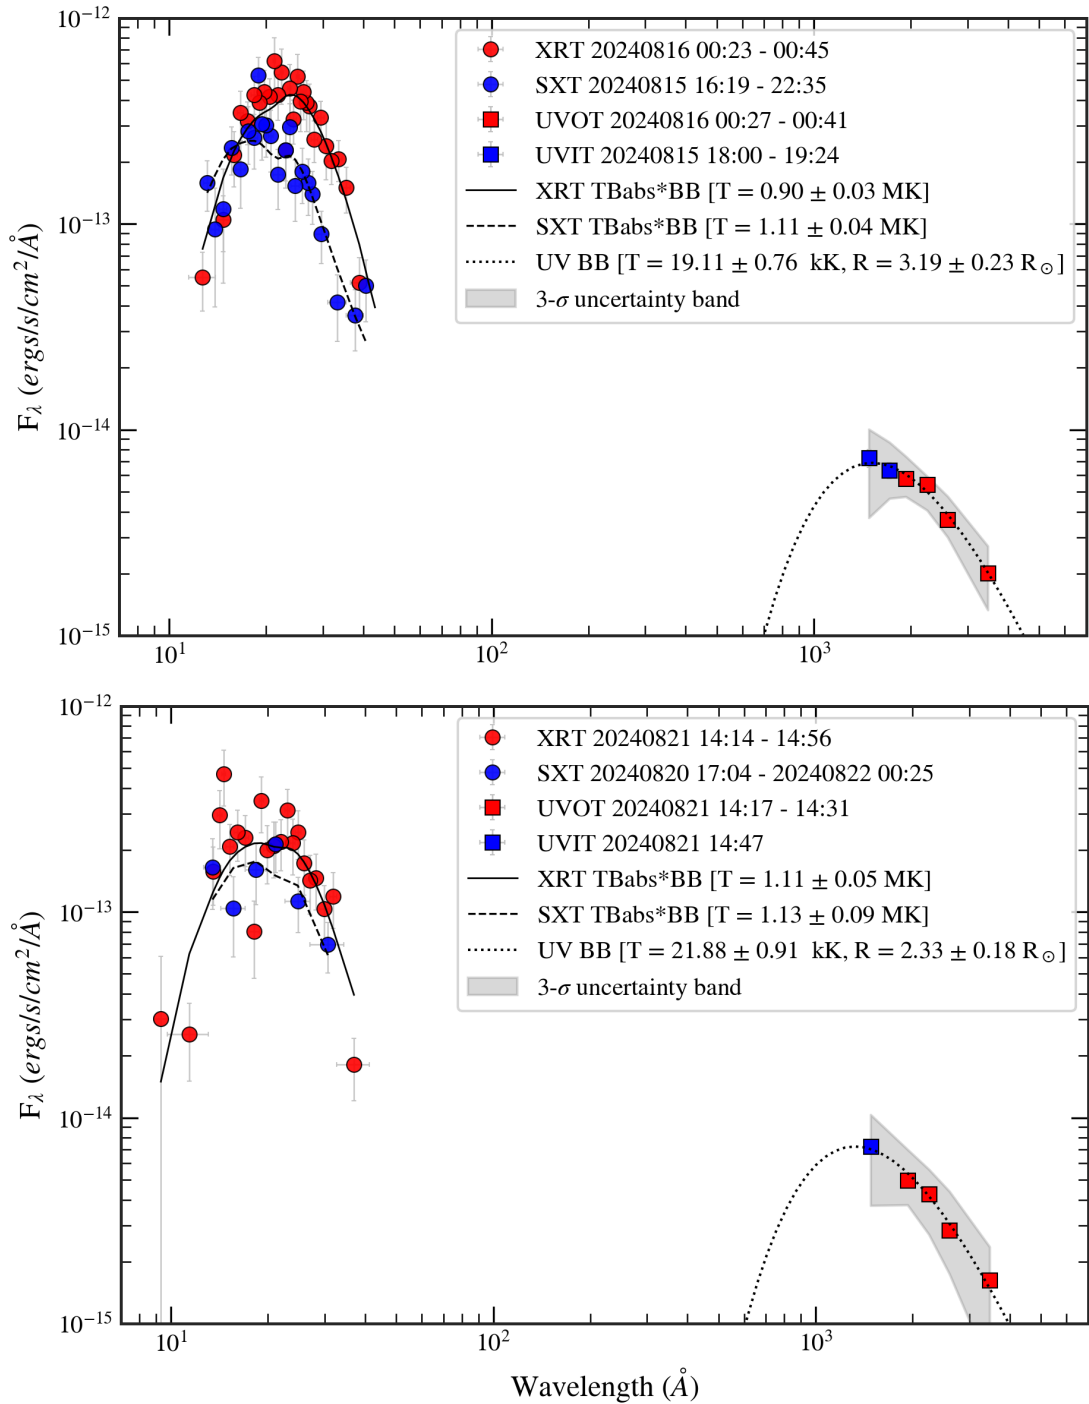 10⁻¹²
XRT 20240816 00:23 - 00:45
SXT 20240815 16:19 - 22:35
UVOT 20240816 00:27 - 00:41
UVIT 20240815 18:00 - 19:24
XRT TBabs*BB [T = 0.90 ± 0.03 MK]
SXT TBabs*BB [T = 1.11 ± 0.04 MK]
UV BB [T = 19.11 ± 0.76 kK, R = 3.19 ± 0.23 R⊙]
3-σ uncertainty band
10⁻¹³
10⁻¹⁴
10⁻¹⁵
Fλ (ergs/s/cm²/Å)
10¹ 10² 10³
10⁻¹²
XRT 20240821 14:14 - 14:56
SXT 20240820 17:04 - 20240822 00:25
UVOT 20240821 14:17 - 14:31
UVIT 20240821 14:47
XRT TBabs*BB [T = 1.11 ± 0.05 MK]
SXT TBabs*BB [T = 1.13 ± 0.09 MK]
UV BB [T = 21.88 ± 0.91 kK, R = 2.33 ± 0.18 R⊙]
3-σ uncertainty band
10⁻¹³
10⁻¹⁴
10⁻¹⁵
Fλ (ergs/s/cm²/Å)
10¹ 10² 10³
Wavelength (Å)